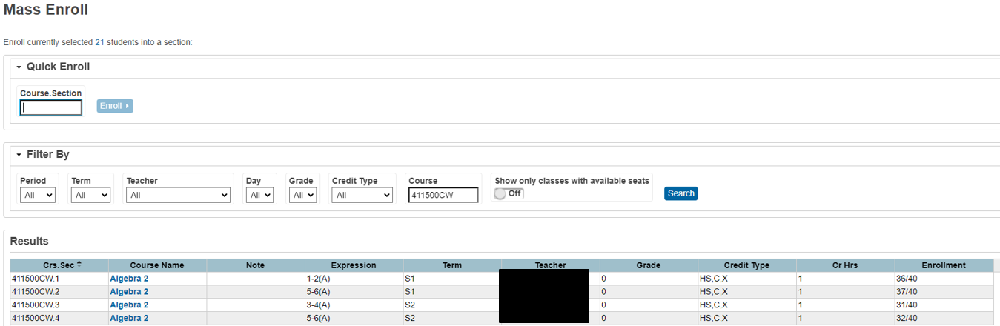 Mass Enroll
Enroll currently selected 21 students into a section:
Quick Enroll
Course.Section
Enroll
Filter By
Period Term Teacher Day Grade Credit Type Course Show only classes with available seats
All All All All All All 411500CW Off Search
Results
Crs.Sec Course Name Note Expression Term Teacher Grade Credit Type Cr Hrs Enrollment
411500CW.1 Algebra 2 1-2(A) S1 0 HS,C,X 1 36/40
411500CW.2 Algebra 2 5-6(A) S1 0 HS,C,X 1 37/40
411500CW.3 Algebra 2 3-4(A) S2 0 HS,C,X 1 31/40
411500CW.4 Algebra 2 5-6(A) S2 0 HS,C,X 1 32/40